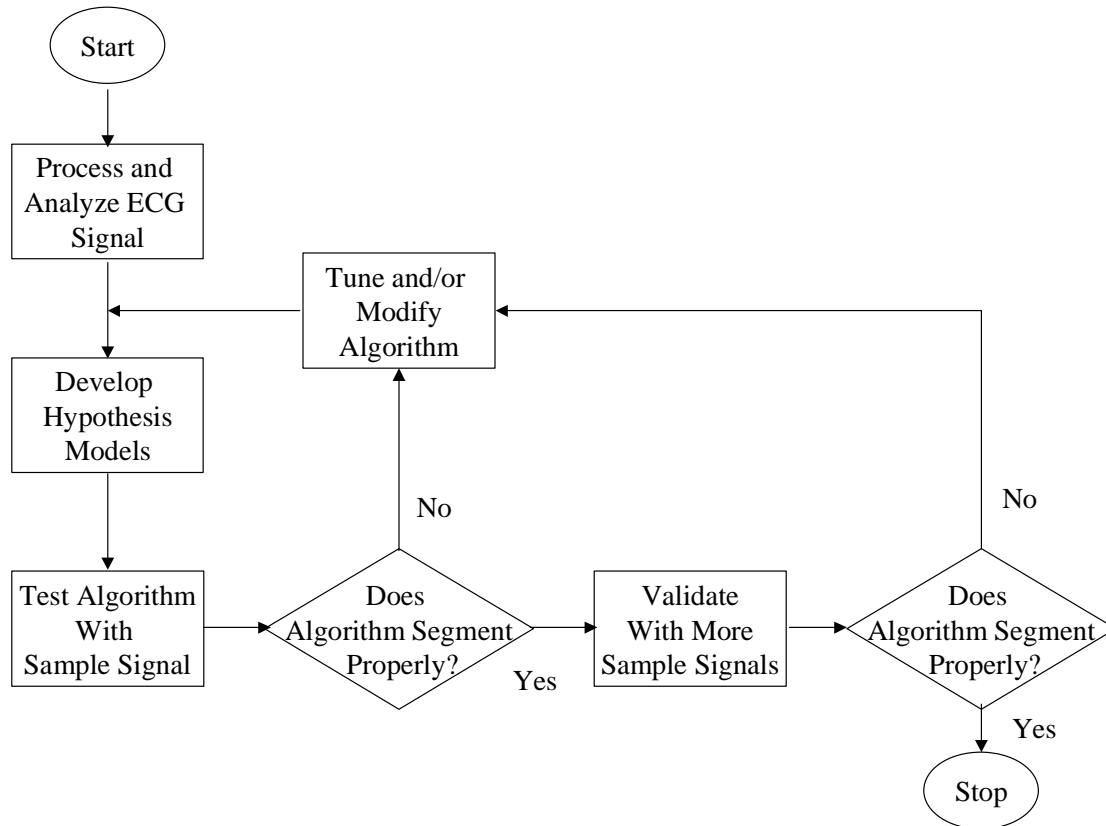 Start
Process and
Analyze ECG
Signal
Tune and/or
Modify
Algorithm
Develop
Hypothesis
Models
No
No
Test Algorithm
With
Sample Signal
Does
Algorithm Segment
Properly?
Yes
Validate
With More
Sample Signals
Does
Algorithm Segment
Properly?
Yes
Stop